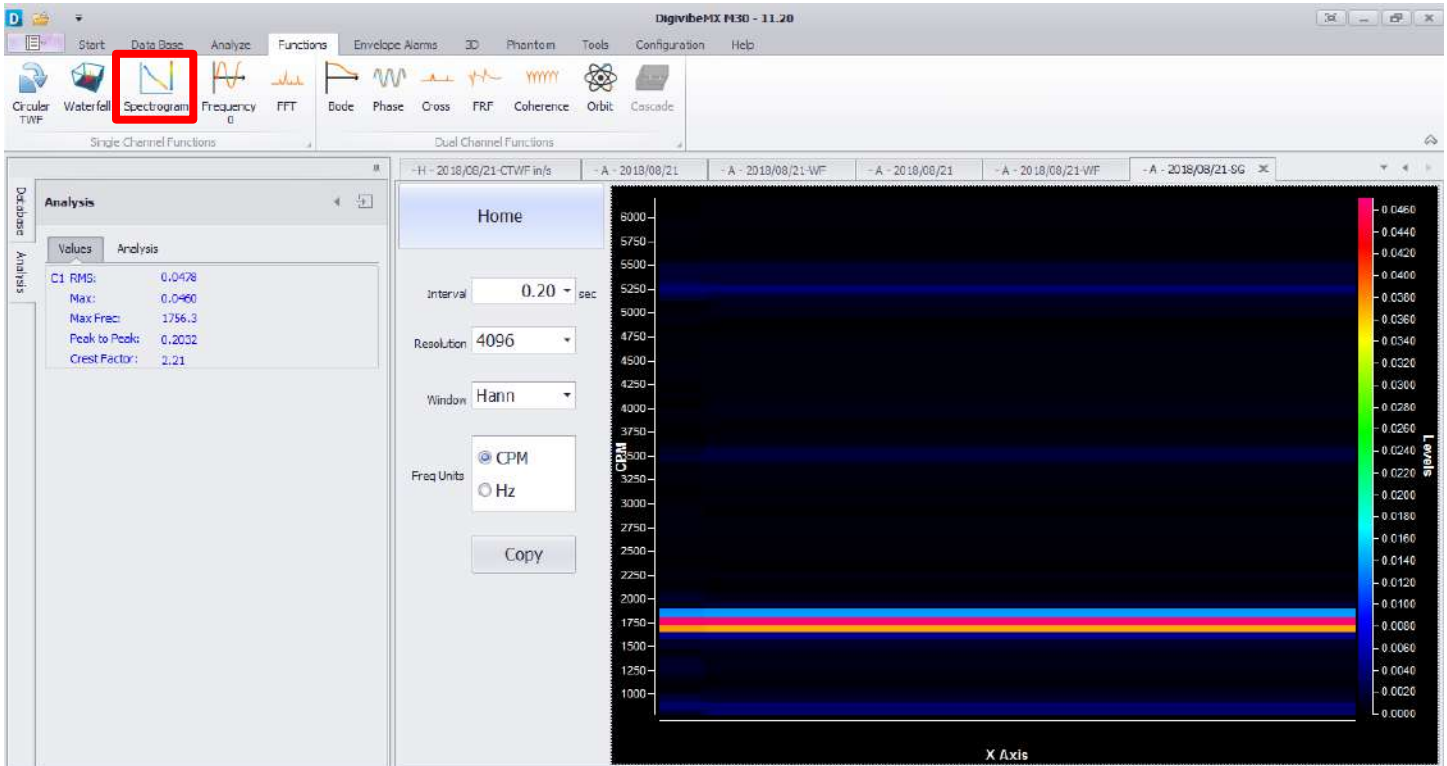 D DigivibeMX M30 - 11.20
Start Data Base Analyze Functions Envelope Alarms 3D Phantom Tools Configuration Help
Circular TWF Waterfall Spectrogram Frequency 0 FFT Bode Phase Cross FRF Coherence Orbit Cascade
Single Channel Functions Dual Channel Functions
- H - 2018/08/21-CTWF in/s - A - 2018/08/21 - A - 2018/08/21-WF - A - 2018/08/21 - A - 2018/08/21-WF - A - 2018/08/21-SG
Database
Analysis
Analysis
Values Analysis
C1 RMS: 0.0478
Max: 0.0460
Max Frec: 1756.3
Peak to Peak: 0.2032
Crest Factor: 2.21
Home
Interval 0.20 sec
Resolution 4096
Window Hann
Freq Units
CPM
Hz
Copy
CPM
6000
5750
5500
5250
5000
4750
4500
4250
4000
3750
3500
3250
3000
2750
2500
2250
2000
1750
1500
1250
1000
X Axis
0.0460
0.0440
0.0420
0.0400
0.0380
0.0360
0.0340
0.0320
0.0300
0.0280
0.0260
0.0240
0.0220
0.0200
0.0180
0.0160
0.0140
0.0120
0.0100
0.0080
0.0060
0.0040
0.0020
0.0000
Levels